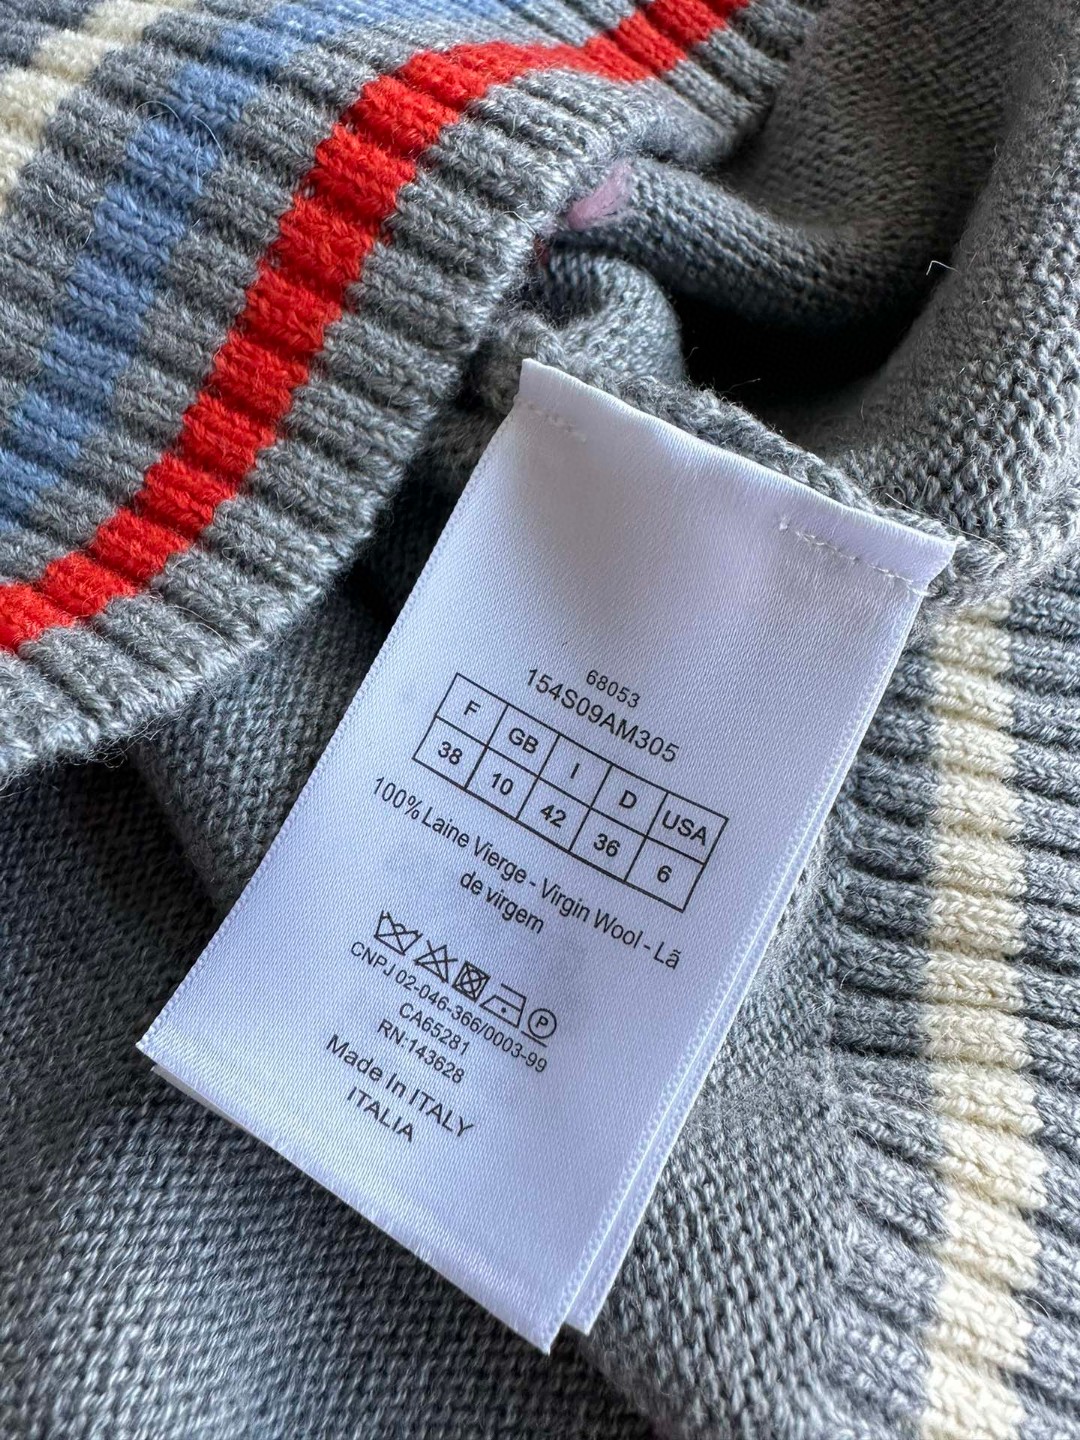 68053
154S09AM305
F GB I D USA
38 10 42 36 6
100% Laine Vierge - Virgin Wool - Lã
de virgem
P
CNPJ 02-046-366/0003-99
CA65281
RN:143628
Made In ITALY
ITALIA